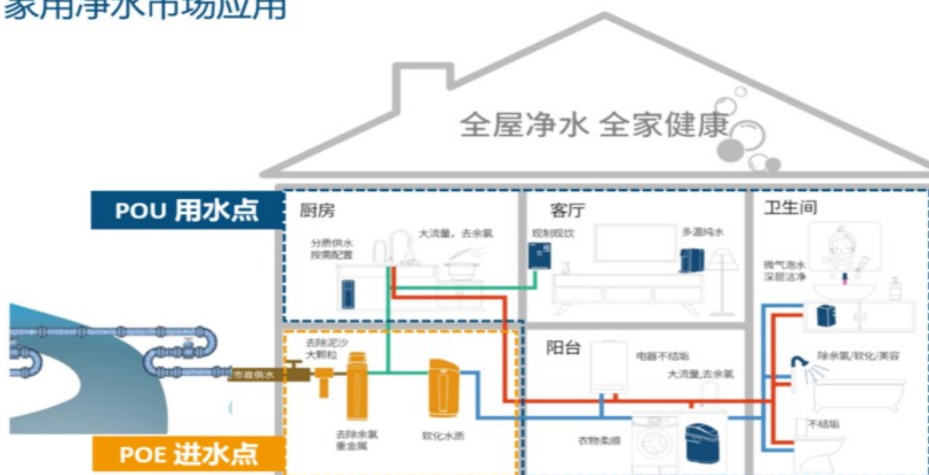 家用净水市场应用
全屋净水 全家健康
POU 用水点
厨房
分质供水
按需配置
大流量，去余氯
客厅
现制现饮
多温纯水
卫生间
微气泡水
深层洁净
除余氯/软化/美容
不结垢
阳台
电器不结垢
大流量,去余氯
衣物柔顺
去除泥沙
大颗粒
市政供水
去除余氯
重金属
软化水质
POE 进水点